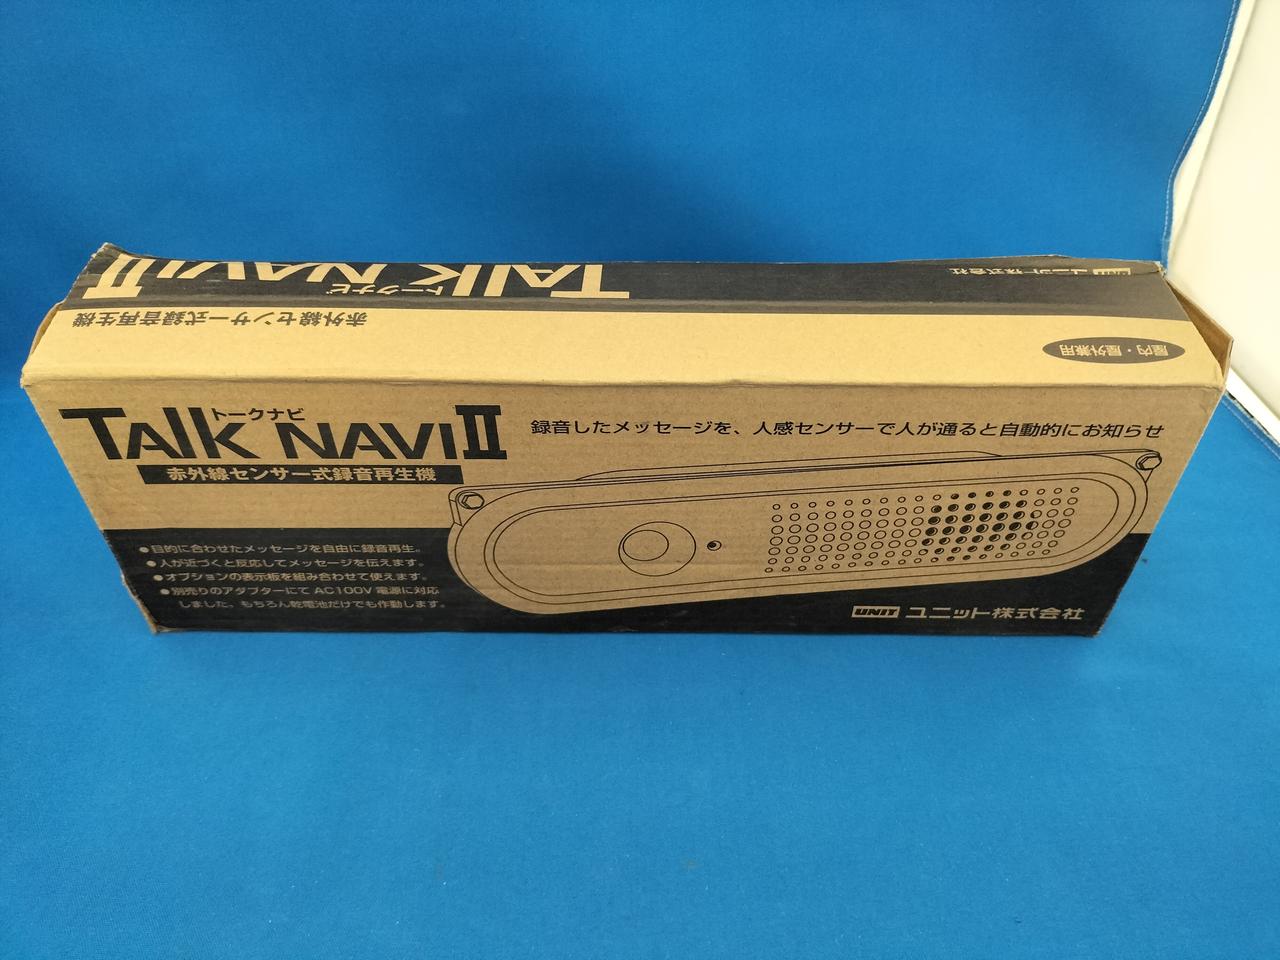 UNIT ユニット株式会社
TALK NAVI II
トークナビ
赤外線センサー式録音再生機
屋内・屋外兼用
トークナビ
TALK NAVI II
赤外線センサー式録音再生機
録音したメッセージを、人感センサーで人が通ると自動的にお知らせ
●目的に合わせたメッセージを自由に録音再生。
●人が近づくと反応してメッセージを伝えます。
●オプションの表示板を組み合わせて使えます。
●別売りのアダプターにて AC100V 電源に対応
しました。もちろん乾電池だけでも作動します。
UNIT ユニット株式会社